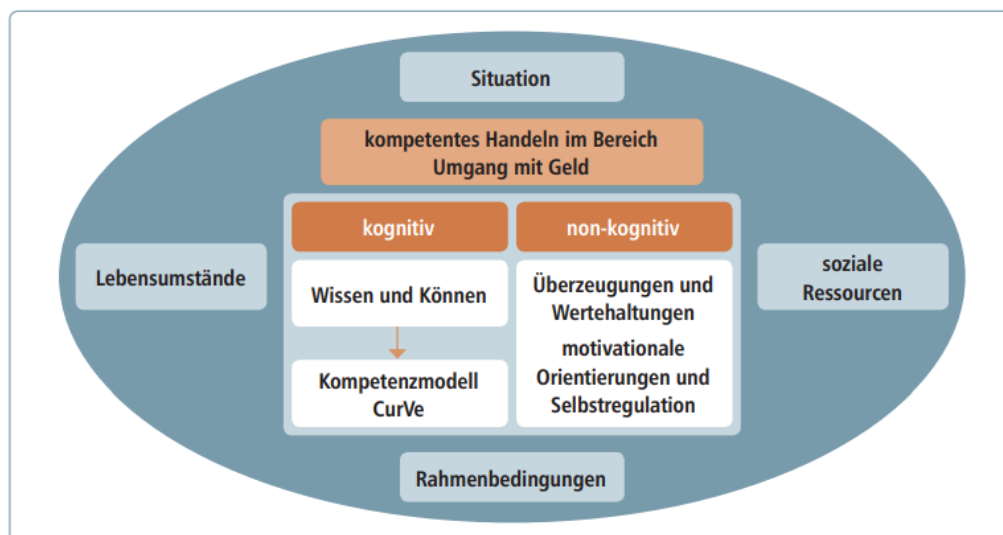 Situation
kompetentes Handeln im Bereich
Umgang mit Geld
kognitiv
non-kognitiv
Lebensumstände
Wissen und Können
Kompetenzmodell
CurVe
Überzeugungen und
Wertehaltungen
motivationale
Orientierungen und
Selbstregulation
soziale
Ressourcen
Rahmenbedingungen